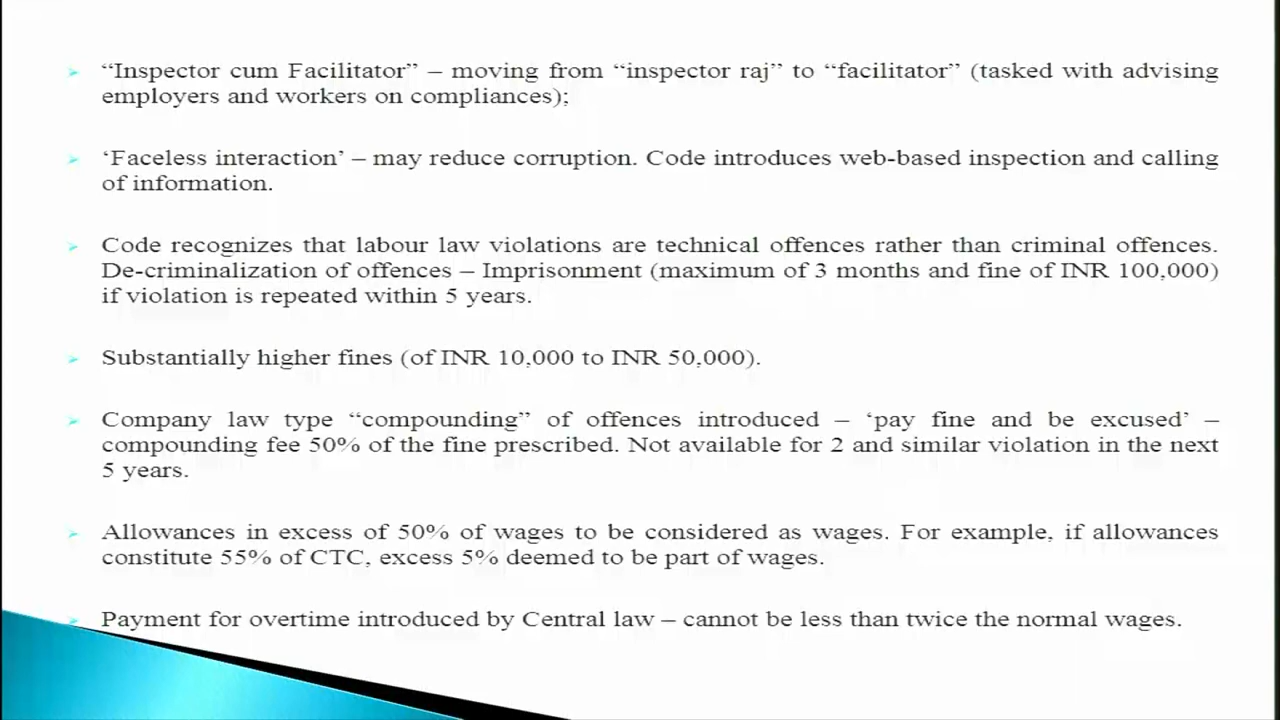 “Inspector cum Facilitator” – moving from “inspector raj” to “facilitator” (tasked with advising
employers and workers on compliances);
‘Faceless interaction’ – may reduce corruption. Code introduces web-based inspection and calling
of information.
Code recognizes that labour law violations are technical offences rather than criminal offences.
De-criminalization of offences – Imprisonment (maximum of 3 months and fine of INR 100,000)
if violation is repeated within 5 years.
Substantially higher fines (of INR 10,000 to INR 50,000).
Company law type “compounding” of offences introduced – ‘pay fine and be excused’ –
compounding fee 50% of the fine prescribed. Not available for 2 and similar violation in the next
5 years.
Allowances in excess of 50% of wages to be considered as wages. For example, if allowances
constitute 55% of CTC, excess 5% deemed to be part of wages.
Payment for overtime introduced by Central law – cannot be less than twice the normal wages.